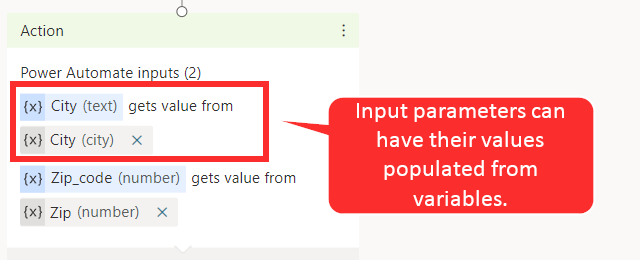 Action
Power Automate inputs (2)
{x} City (text) gets value from
{x} City (city) ×
{x} Zip_code (number) gets value from
{x} Zip (number) ×
Input parameters can
have their values
populated from
variables.